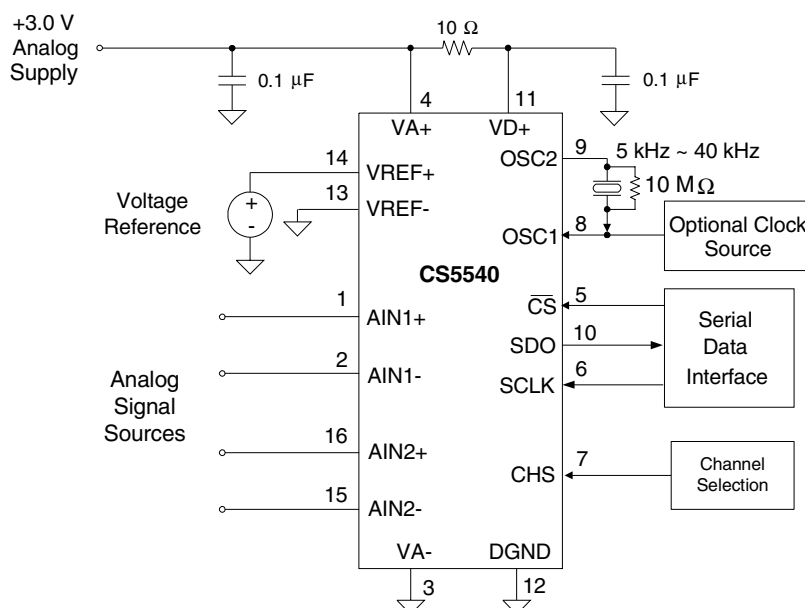 +3.0 V
Analog
Supply
10 Ω
0.1 μF
0.1 μF
4
11
VA+
VD+
14
VREF+
13
VREF-
Voltage
Reference
+
-
OSC2
9
5 kHz ~ 40 kHz
10 MΩ
OSC1
8
Optional Clock
Source
CS5540
1
AIN1+
2
AIN1-
Analog
Signal
Sources
16
AIN2+
15
AIN2-
CS
5
SDO
10
SCLK
6
Serial
Data
Interface
CHS
7
Channel
Selection
VA-
DGND
3
12